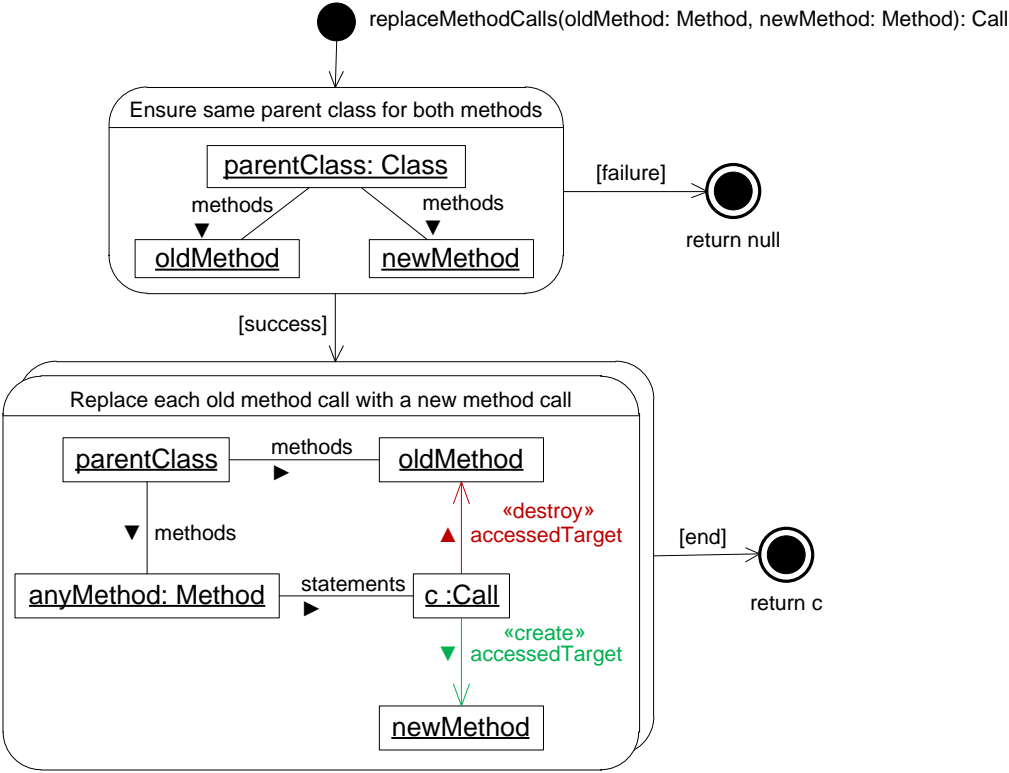 replaceMethodCalls(oldMethod: Method, newMethod: Method): Call
Ensure same parent class for both methods
parentClass: Class
[failure]
methods
methods
oldMethod
newMethod
return null
[success]
Replace each old method call with a new method call
parentClass
methods
oldMethod
«destroy»
accessedTarget
methods
[end]
anyMethod: Method
statements
c :Call
return c
«create»
accessedTarget
newMethod